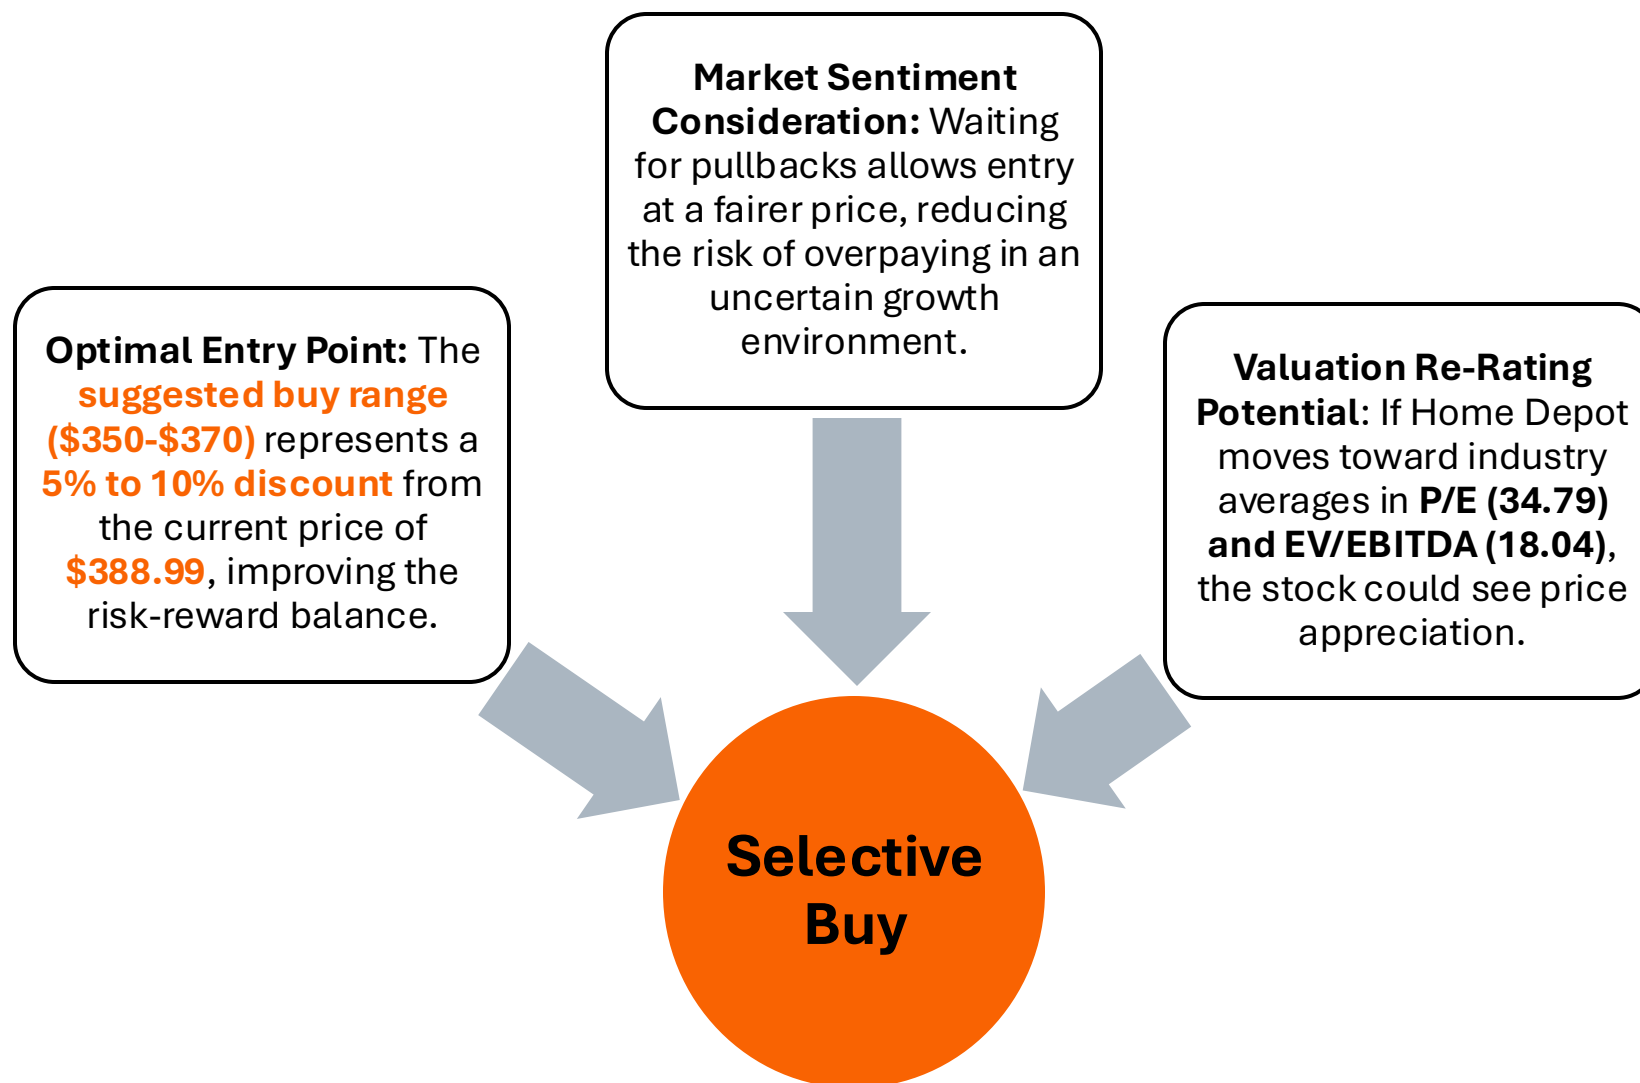 Market Sentiment
Consideration: Waiting
for pullbacks allows entry
at a fairer price, reducing
the risk of overpaying in an
uncertain growth
environment.
Optimal Entry Point: The
suggested buy range
($350-$370) represents a
5% to 10% discount from
the current price of
$388.99, improving the
risk-reward balance.
Valuation Re-Rating
Potential: If Home Depot
moves toward industry
averages in P/E (34.79)
and EV/EBITDA (18.04),
the stock could see price
appreciation.
Selective
Buy